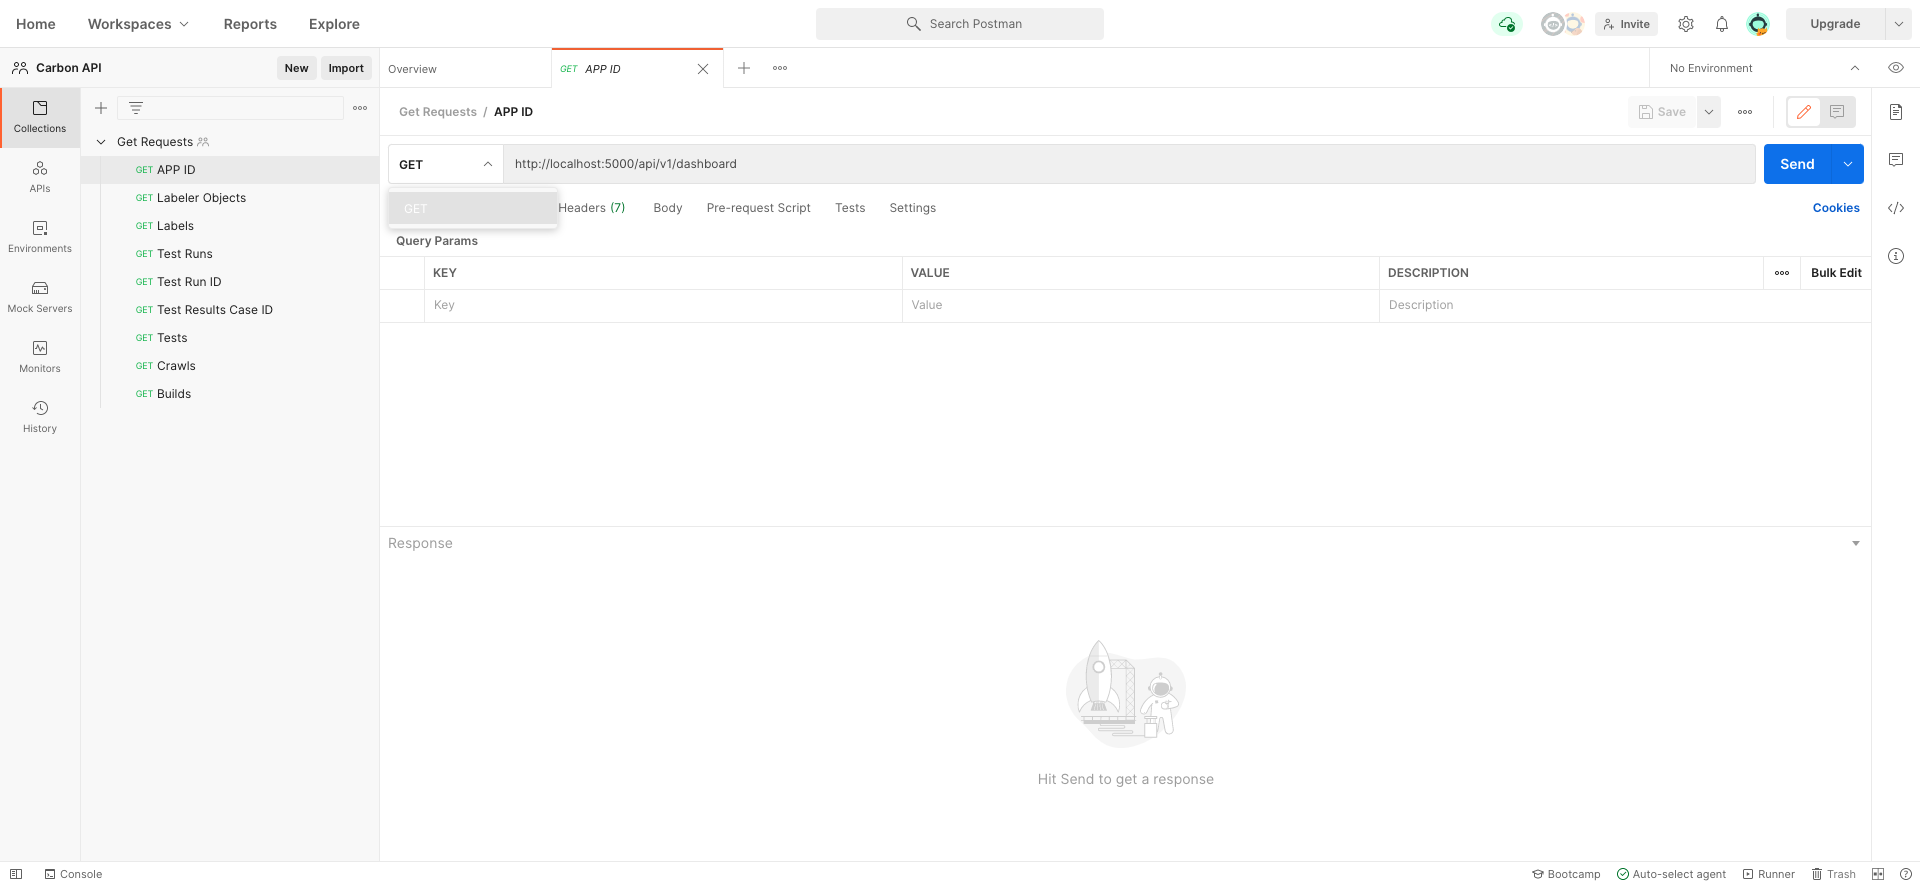 Home Workspaces Reports Explore Search Postman Invite Upgrade
Carbon API New Import Overview GET APP ID No Environment
Get Requests / APP ID Save
Collections
APIs
Environments
Mock Servers
Monitors
History
Get Requests
GET APP ID
GET Labeler Objects
GET Labels
GET Test Runs
GET Test Run ID
GET Test Results Case ID
GET Tests
GET Crawls
GET Builds
GET http://localhost:5000/api/v1/dashboard Send
GET Headers (7) Body Pre-request Script Tests Settings Cookies
Query Params
KEY VALUE DESCRIPTION Bulk Edit
Key Value Description
Response
Hit Send to get a response
Console Bootcamp Auto-select agent Runner Trash